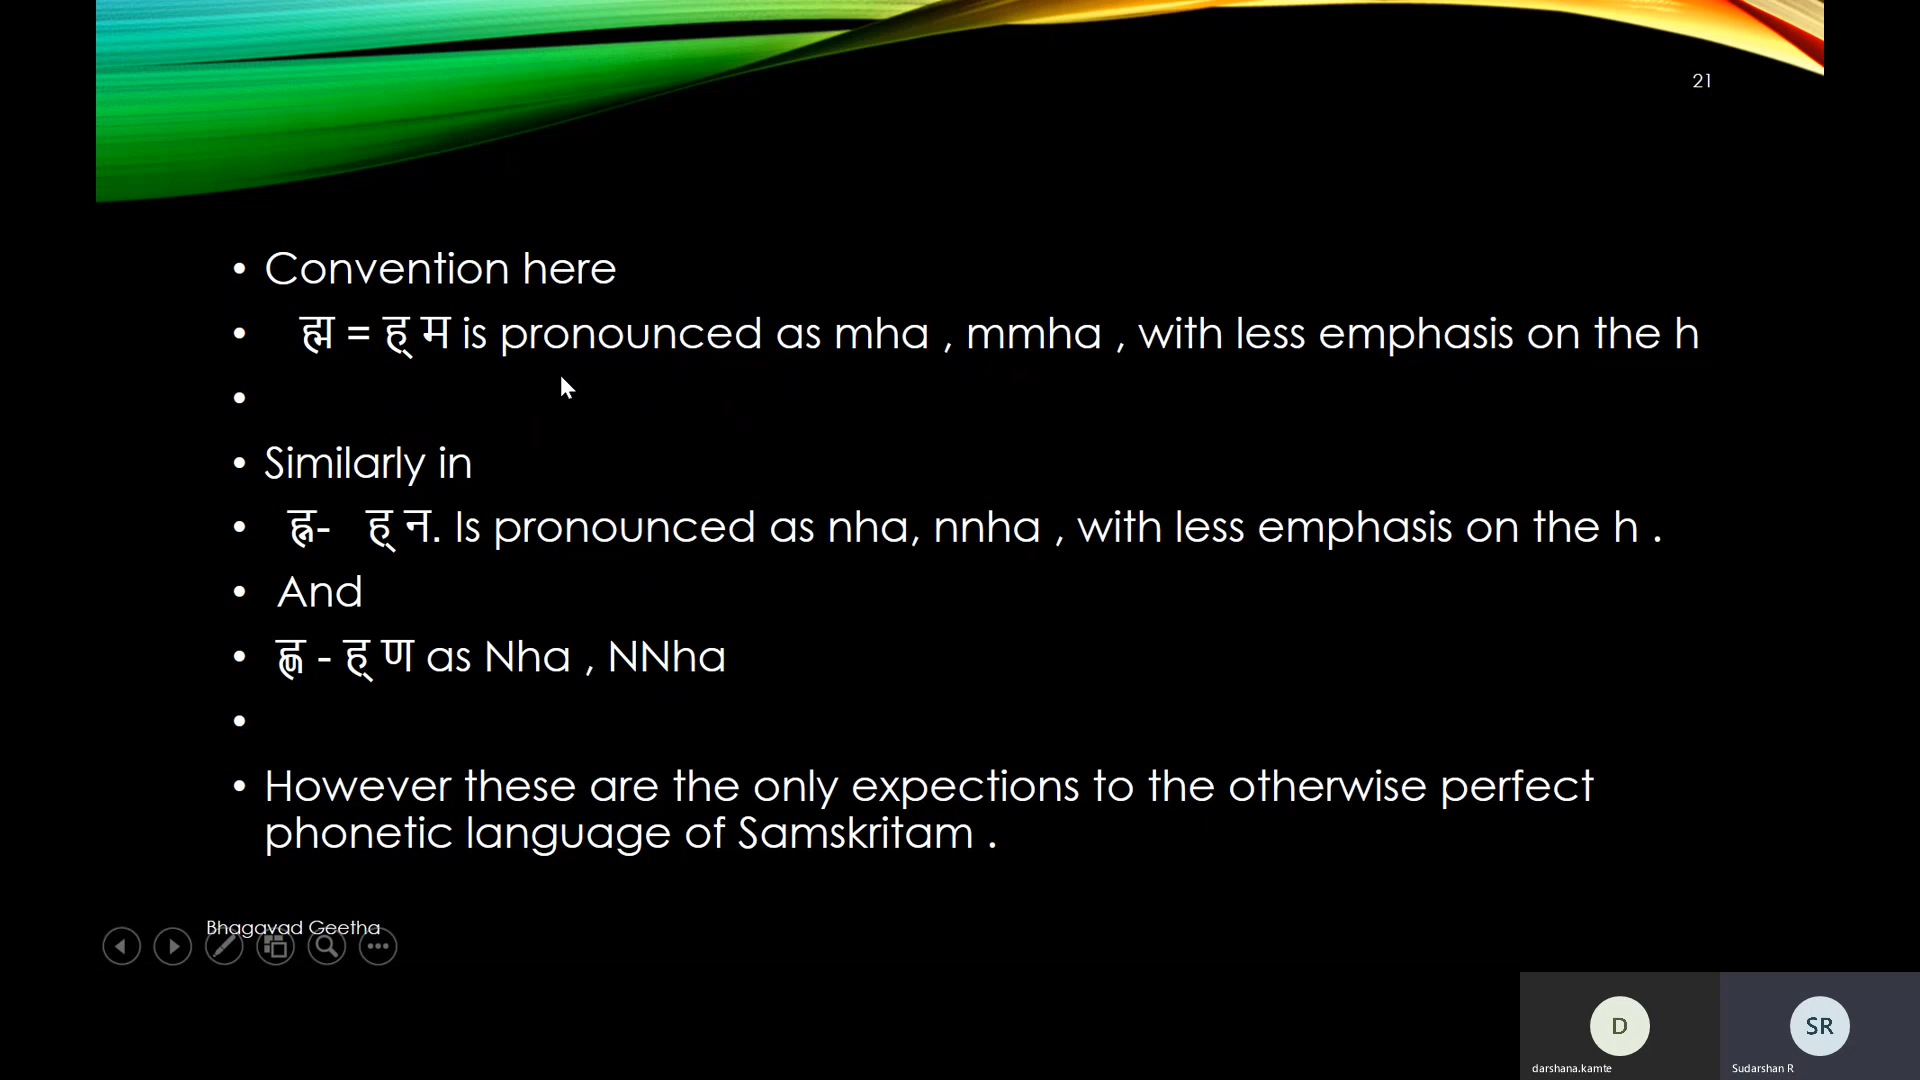 21
• Convention here
• ह्म = ह् म is pronounced as mha , mmha , with less emphasis on the h
•
• Similarly in
• ह्न- ह् न. Is pronounced as nha, nnha , with less emphasis on the h .
• And
• ह्ण - ह् ण as Nha , NNha
•
• However these are the only expections to the otherwise perfect
phonetic language of Samskritam .
Bhagavad Geetha
D
SR
darshana.kamte
Sudarshan R